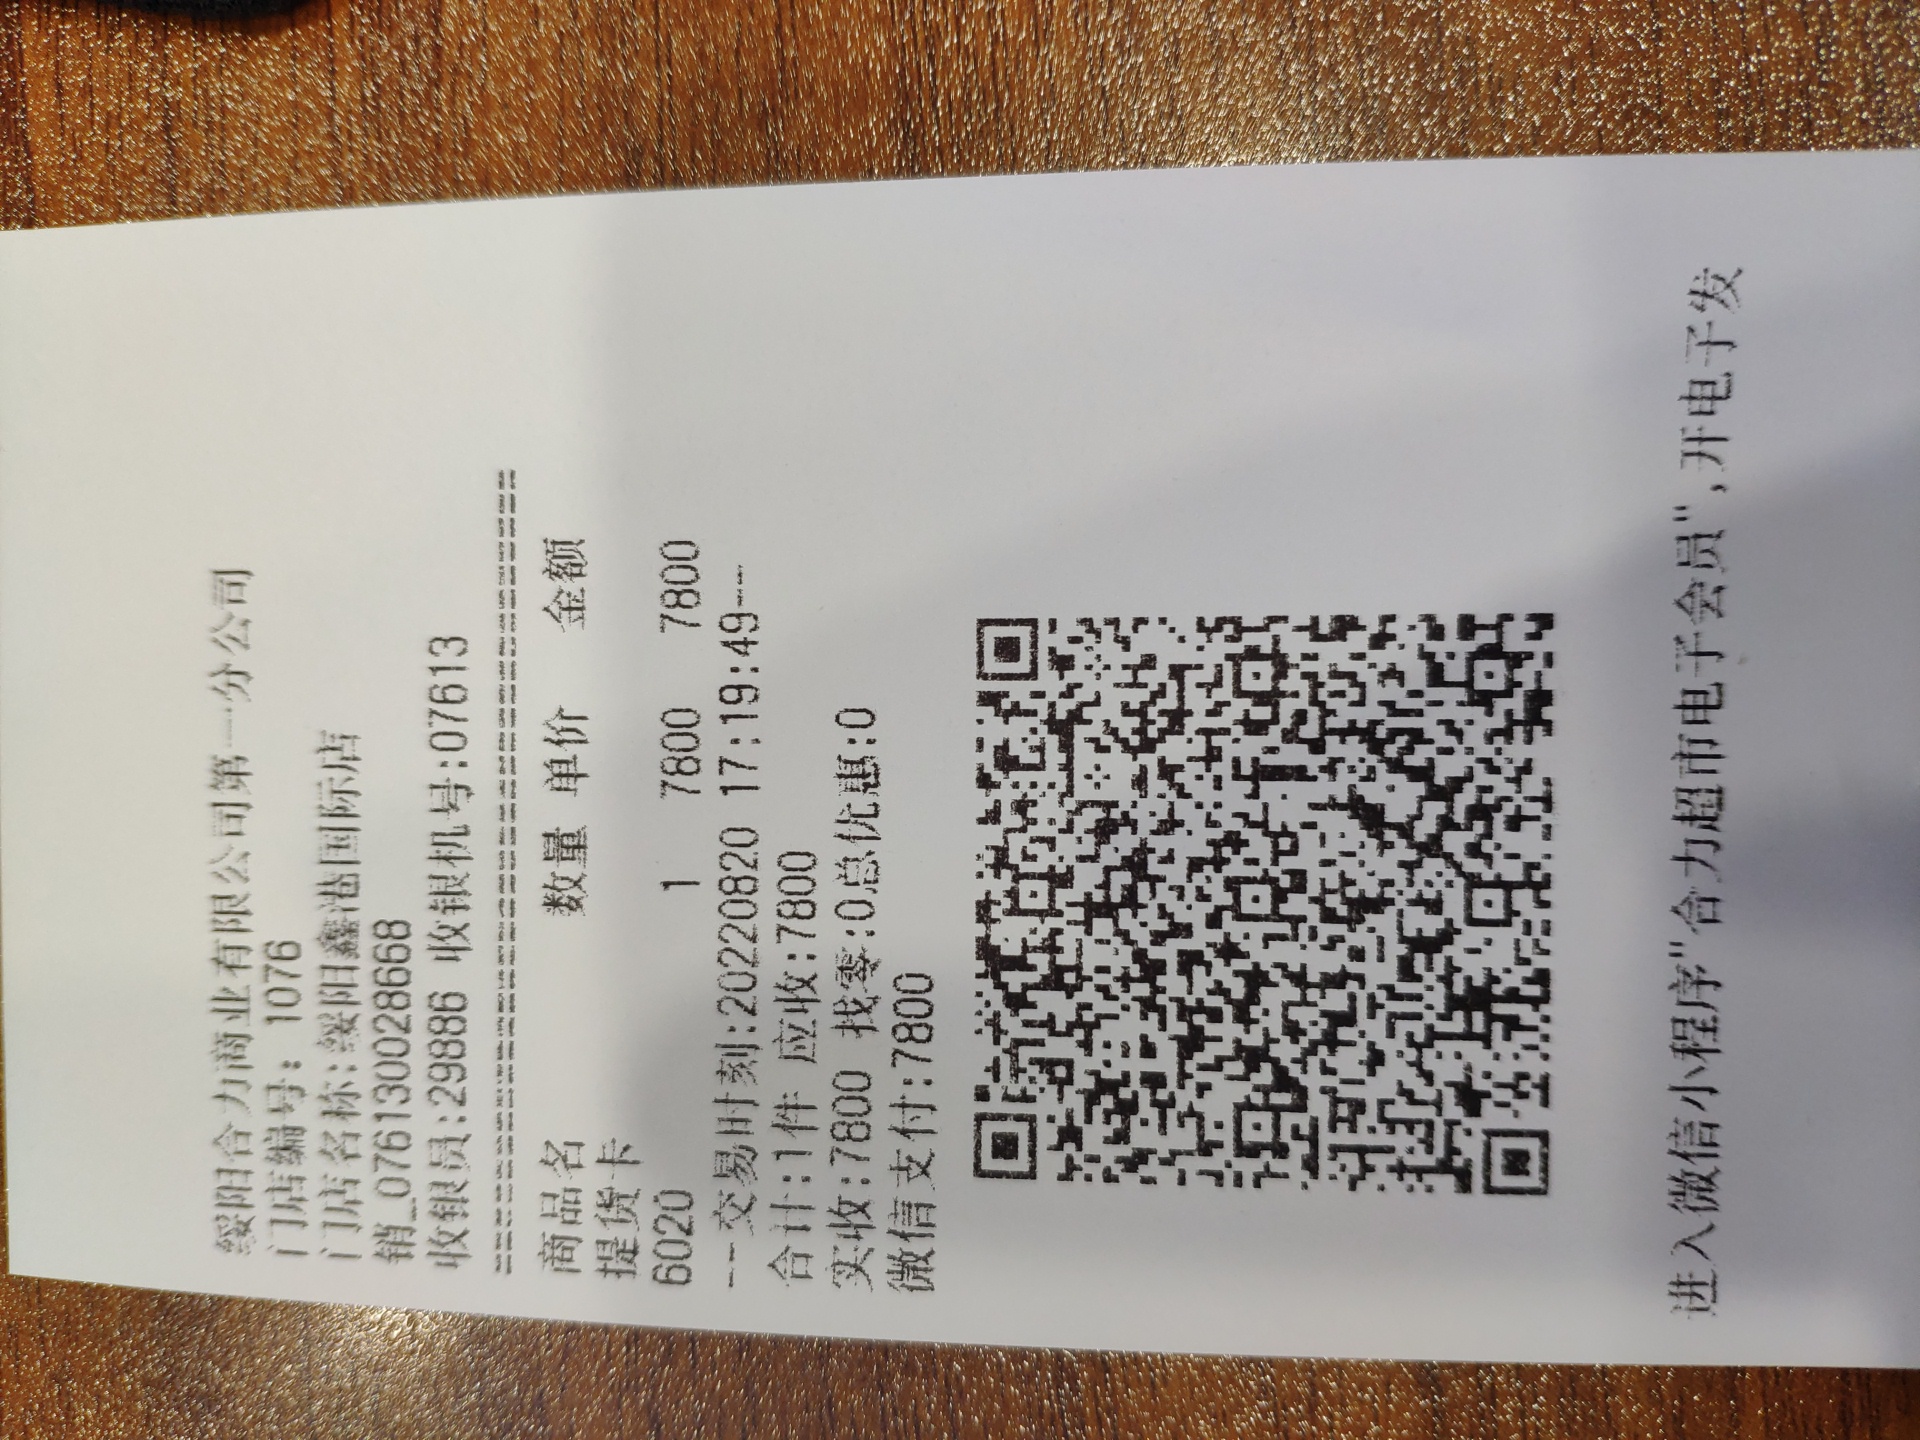 绥阳合力商业有限公司第一分公司
门店编号: 1076
门店名称:绥阳鑫港国际店
销_0761300028668
收银员:29886 收银机号:07613
========================================
商品名 数量 单价 金额
提货卡
6020 1 7800 7800
--交易时刻:20220820 17:19:49--
合计:1件 应收:7800
实收:7800 找零:0总优惠:0
微信支付:7800
进入微信小程序"合力超市电子会员",开电子发